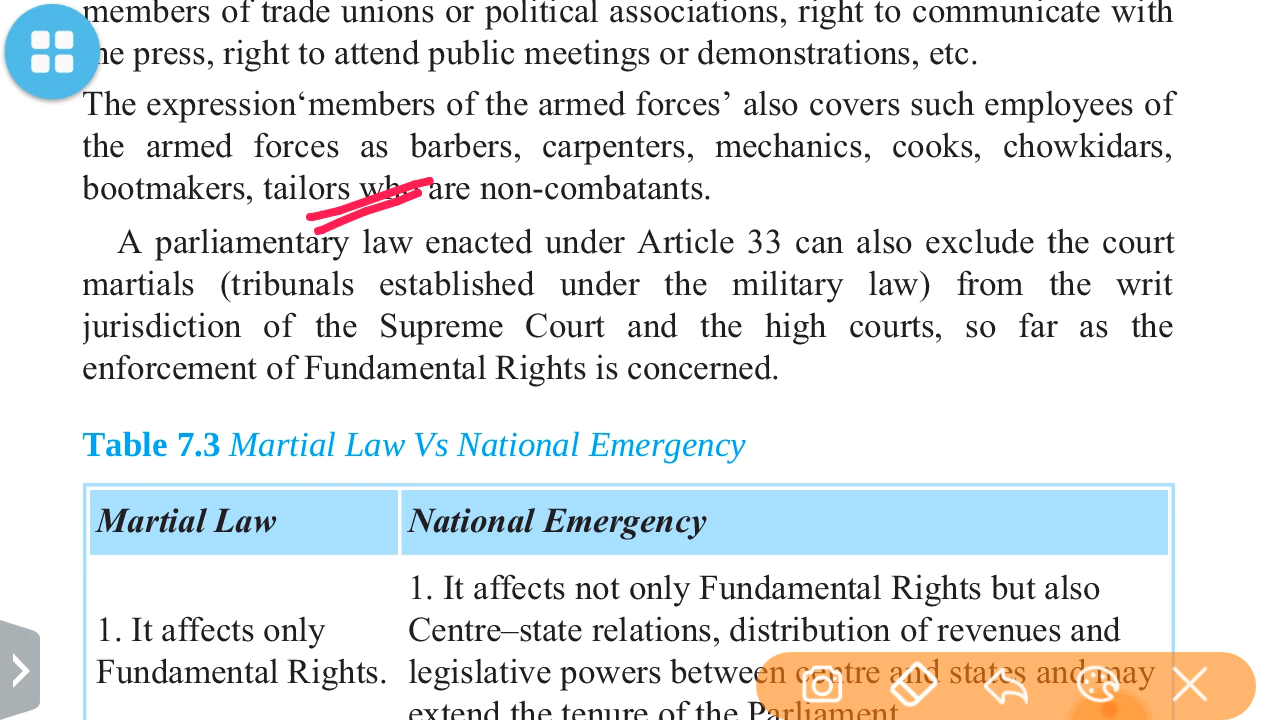 members of trade unions or political associations, right to communicate with
he press, right to attend public meetings or demonstrations, etc.
The expression‘members of the armed forces’ also covers such employees of
the armed forces as barbers, carpenters, mechanics, cooks, chowkidars,
bootmakers, tailors who are non-combatants.
A parliamentary law enacted under Article 33 can also exclude the court
martials (tribunals established under the military law) from the writ
jurisdiction of the Supreme Court and the high courts, so far as the
enforcement of Fundamental Rights is concerned.
Table 7.3 Martial Law Vs National Emergency
Martial Law
National Emergency
1. It affects only
Fundamental Rights.
1. It affects not only Fundamental Rights but also
Centre–state relations, distribution of revenues and
legislative powers between centre and states and may
extend the tenure of the Parliament